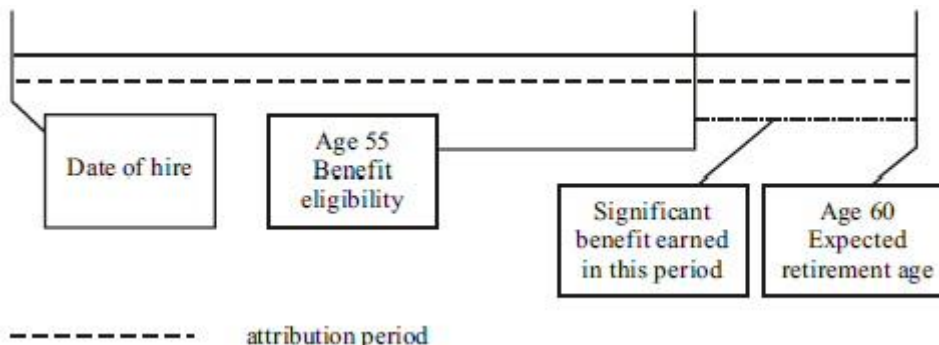 Date of hire
Age 55
Benefit
eligibility
Significant
benefit earned
in this period
Age 60
Expected
retirement age
attribution period